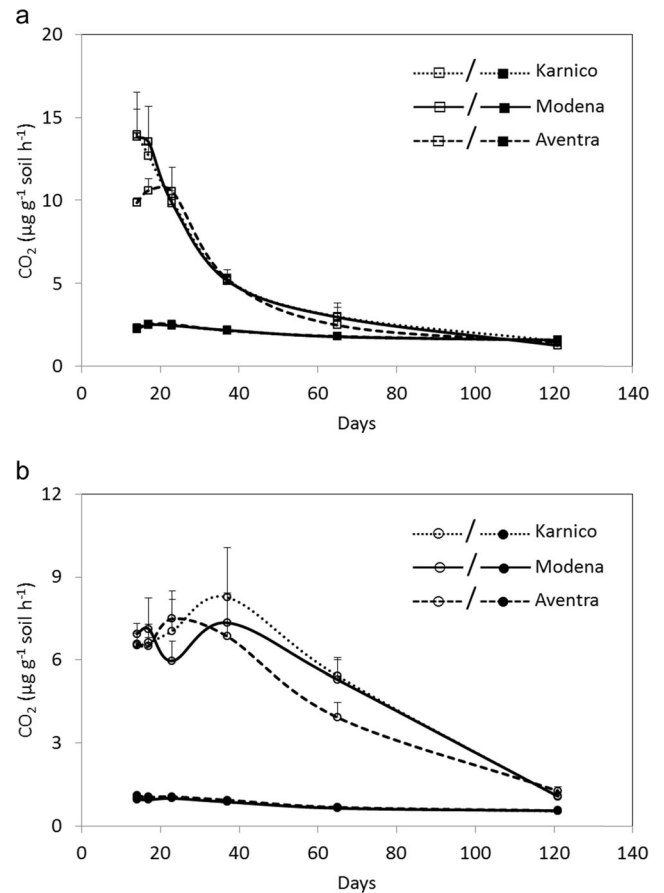 a
20
15
10
5
0
CO₂ (µg g⁻¹ soil h⁻¹)
/ Karnico
/ Modena
/ Aventra
0 20 40 60 80 100 120 140
Days
b
12
9
6
3
0
CO₂ (µg g⁻¹ soil h⁻¹)
/ Karnico
/ Modena
/ Aventra
0 20 40 60 80 100 120 140
Days